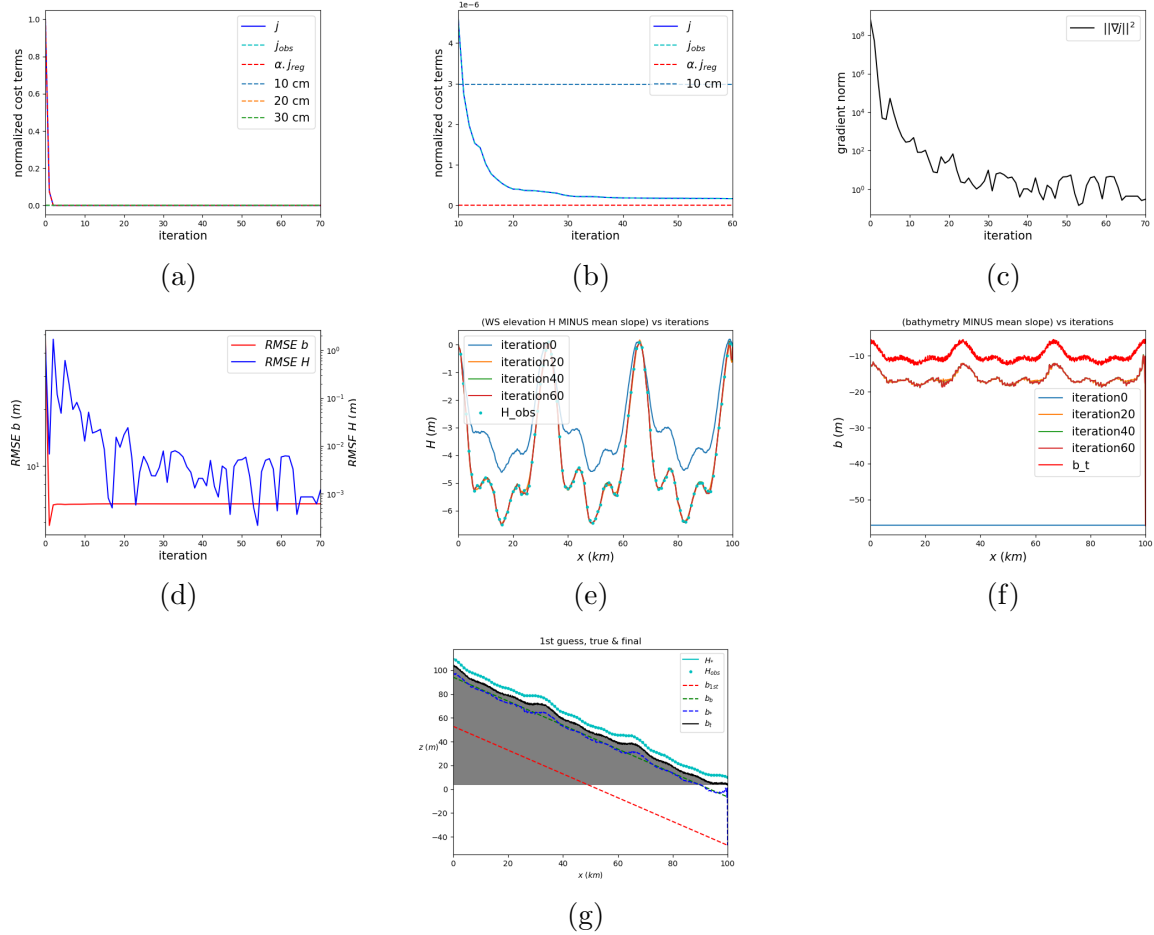 normalized cost terms
1.0
0.8
0.6
0.4
0.2
0.0
j
j_obs
α.j_reg
10 cm
20 cm
30 cm
0 10 20 30 40 50 60 70
iteration
(a)
1e-6
normalized cost terms
4
3
2
1
0
j
j_obs
α.j_reg
10 cm
10 20 30 40 50 60
iteration
(b)
gradient norm
10^8
10^6
10^4
10^2
10^0
||∇j||^2
0 10 20 30 40 50 60 70
iteration
(c)
RMSE b (m)
10^1
RMSE b
RMSE H
10^0
10^-1
10^-2
10^-3
RMSE H (m)
0 10 20 30 40 50 60 70
iteration
(d)
(WS elevation H MINUS mean slope) vs iterations
H (m)
0
-1
-2
-3
-4
-5
-6
iteration0
iteration20
iteration40
iteration60
H_obs
0 20 40 60 80 100
x (km)
(e)
(bathymetry MINUS mean slope) vs iterations
b (m)
-10
-20
-30
-40
-50
iteration0
iteration20
iteration40
iteration60
b_t
0 20 40 60 80 100
x (km)
(f)
1st guess, true & final
z (m)
100
80
60
40
20
0
-20
-40
H_*
H_obs
b_1st
b_b
b_*
b_t
0 20 40 60 80 100
x (km)
(g)